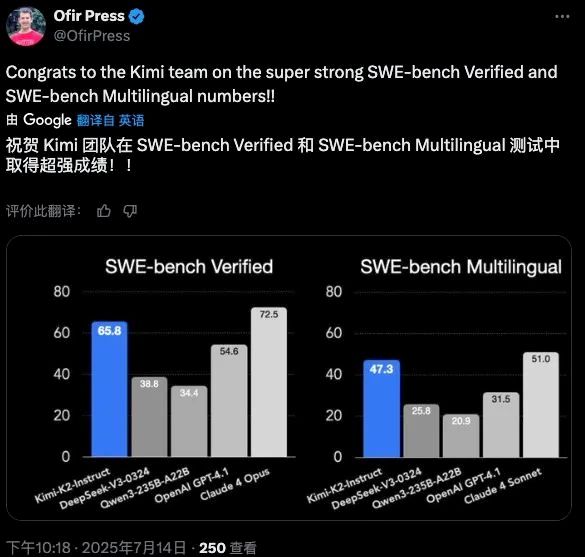 Ofir Press
@OfirPress
Congrats to the Kimi team on the super strong SWE-bench Verified and
SWE-bench Multilingual numbers!!
由 Google 翻译自 英语
祝贺 Kimi 团队在 SWE-bench Verified 和 SWE-bench Multilingual 测试中
取得超强成绩！！
评价此翻译：
SWE-bench Verified
80
60
40
20
0
65.8
38.8
34.4
54.6
72.5
Kimi-K2-Instruct
DeepSeek-V3-0324
Qwen3-235B-A22B
OpenAI GPT-4.1
Claude 4 Opus
SWE-bench Multilingual
80
60
40
20
0
47.3
25.8
20.9
31.5
51.0
Kimi-K2-Instruct
DeepSeek-V3-0324
Qwen3-235B-A22B
OpenAI GPT-4.1
Claude 4 Sonnet
下午10:18 · 2025年7月14日 · 250 查看